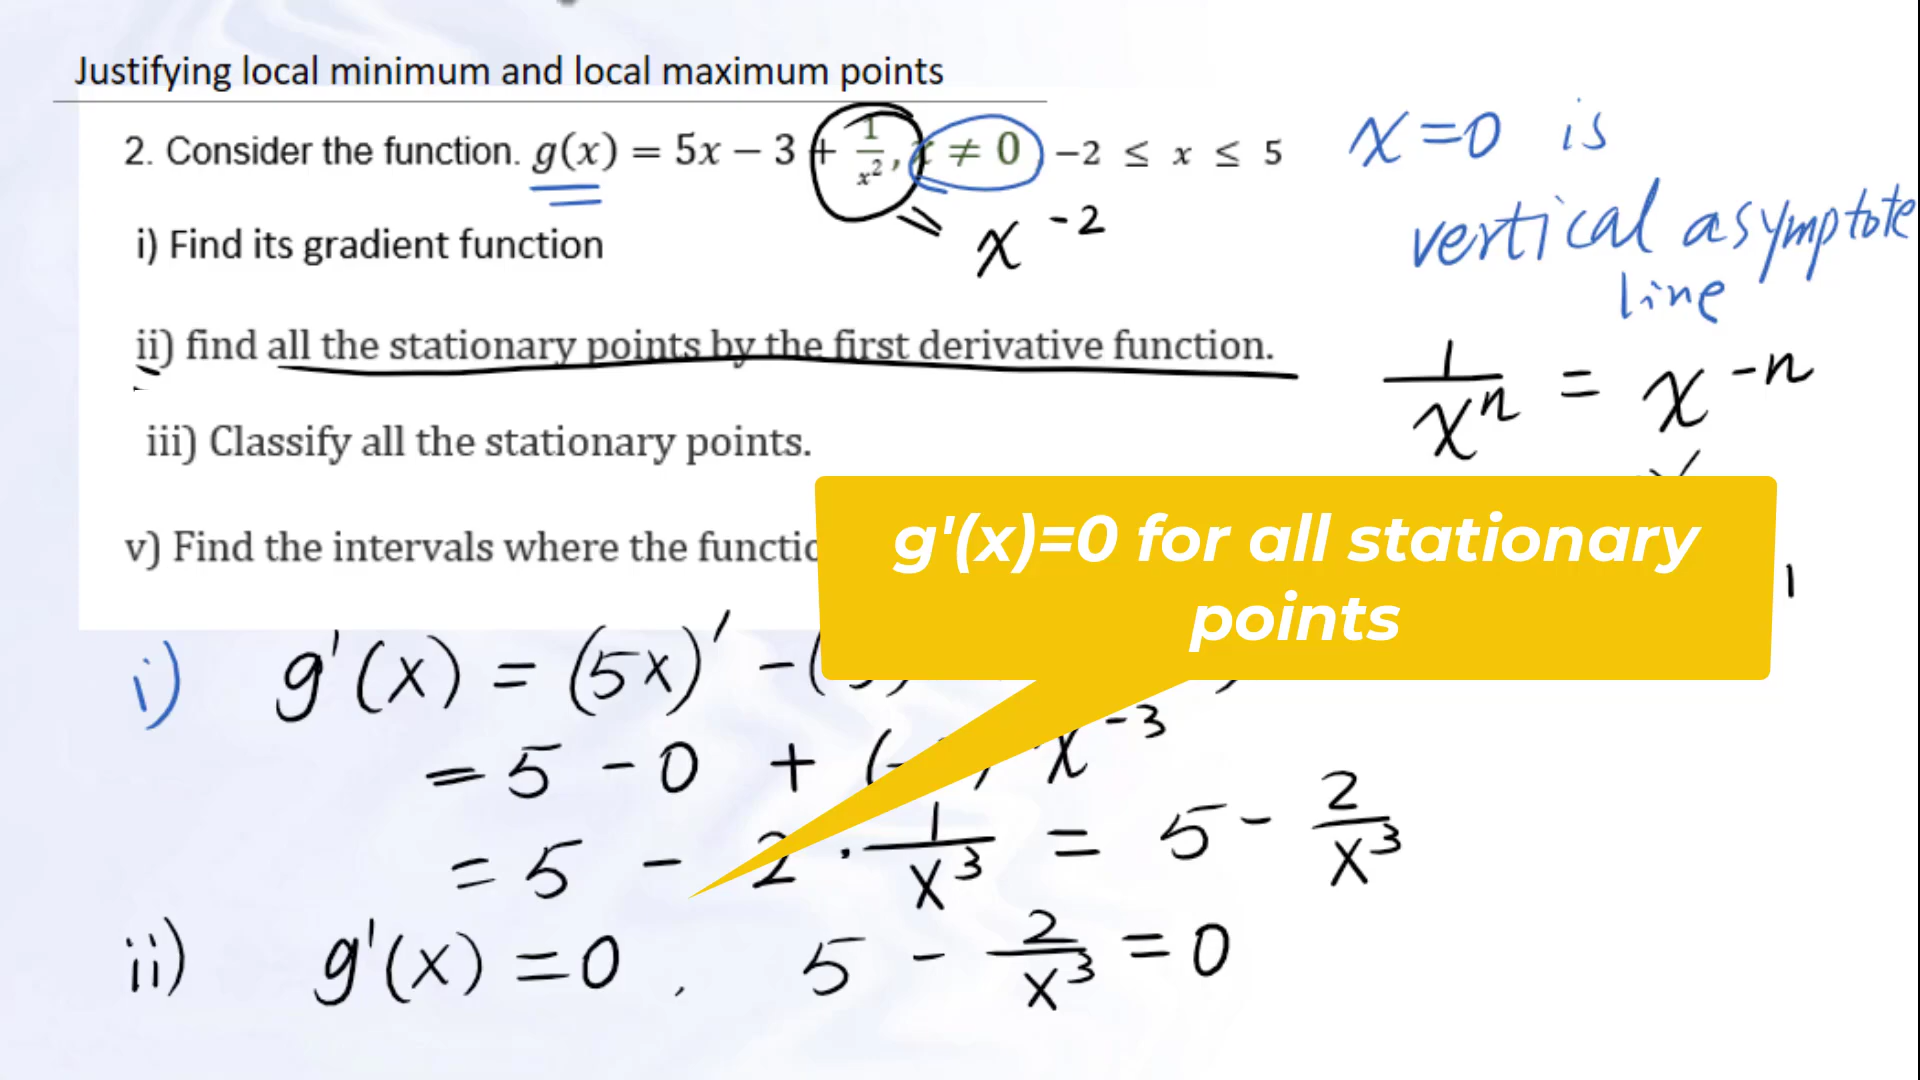 Justifying local minimum and local maximum points
2. Consider the function. g(x) = 5x − 3 + 1/x², x ≠ 0 −2 ≤ x ≤ 5
= x⁻²
x = 0 is
vertical asymptote
line
i) Find its gradient function
ii) find all the stationary points by the first derivative function.
1/xⁿ = x⁻ⁿ
iii) Classify all the stationary points.
v) Find the intervals where the
g'(x)=0 for all stationary
points
i) g'(x) = (5x)' − (
= 5 − 0 + ( x⁻³
= 5 − 2 · 1/x³ = 5 − 2/x³
ii) g'(x) = 0, 5 − 2/x³ = 0